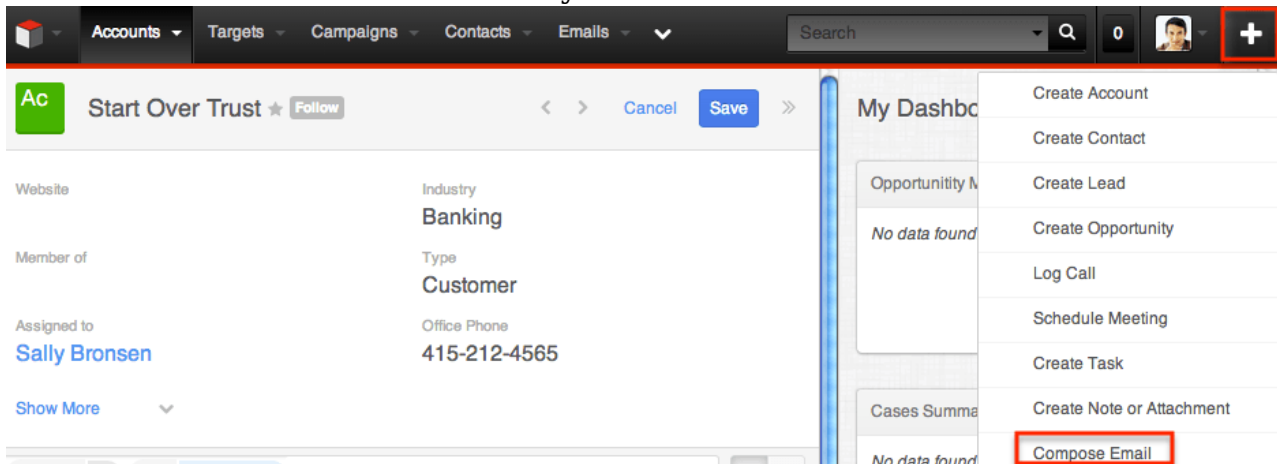 Accounts Targets Campaigns Contacts Emails Search 0
Ac Start Over Trust Follow Cancel Save
My Dashbo
Create Account
Create Contact
Website
Industry
Banking
Opportunitity M
Create Lead
No data found
Create Opportunity
Member of
Type
Customer
Log Call
Assigned to
Sally Bronsen
Office Phone
415-212-4565
Schedule Meeting
Create Task
Show More
Cases Summa
Create Note or Attachment
No data found
Compose Email